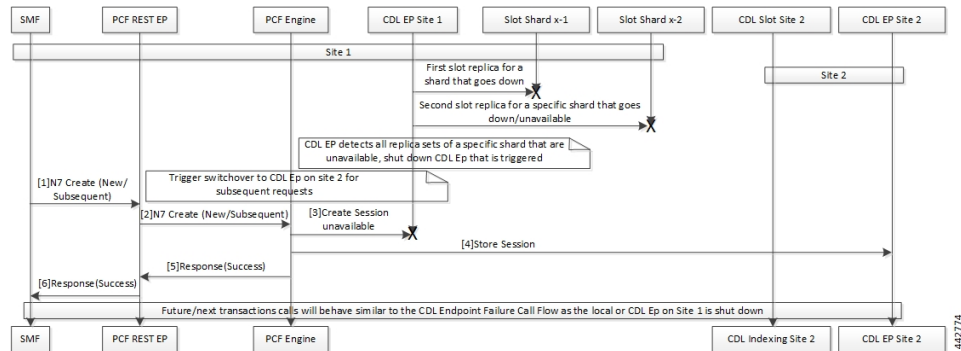 SMF
PCF REST EP
PCF Engine
CDL EP Site 1
Slot Shard x-1
Slot Shard x-2
CDL Slot Site 2
CDL EP Site 2
Site 1
First slot replica for a
shard that goes down
Site 2
Second slot replica for a specific shard that goes
down/unavailable
CDL EP detects all replica sets of a specific shard that are
unavailable, shut down CDL Ep that is triggered
[1]N7 Create (New/
Subsequent)
Trigger switchover to CDL Ep on site 2 for
subsequent requests
[2]N7 Create (New/Subsequent)
[3]Create Session
unavailable
[4]Store Session
[5]Response(Success)
[6]Response(Success)
Future/next transactions calls will behave similar to the CDL Endpoint Failure Call Flow as the local or CDL Ep on Site 1 is shut down
SMF
PCF REST EP
PCF Engine
CDL Indexing Site 2
CDL EP Site 2
442774